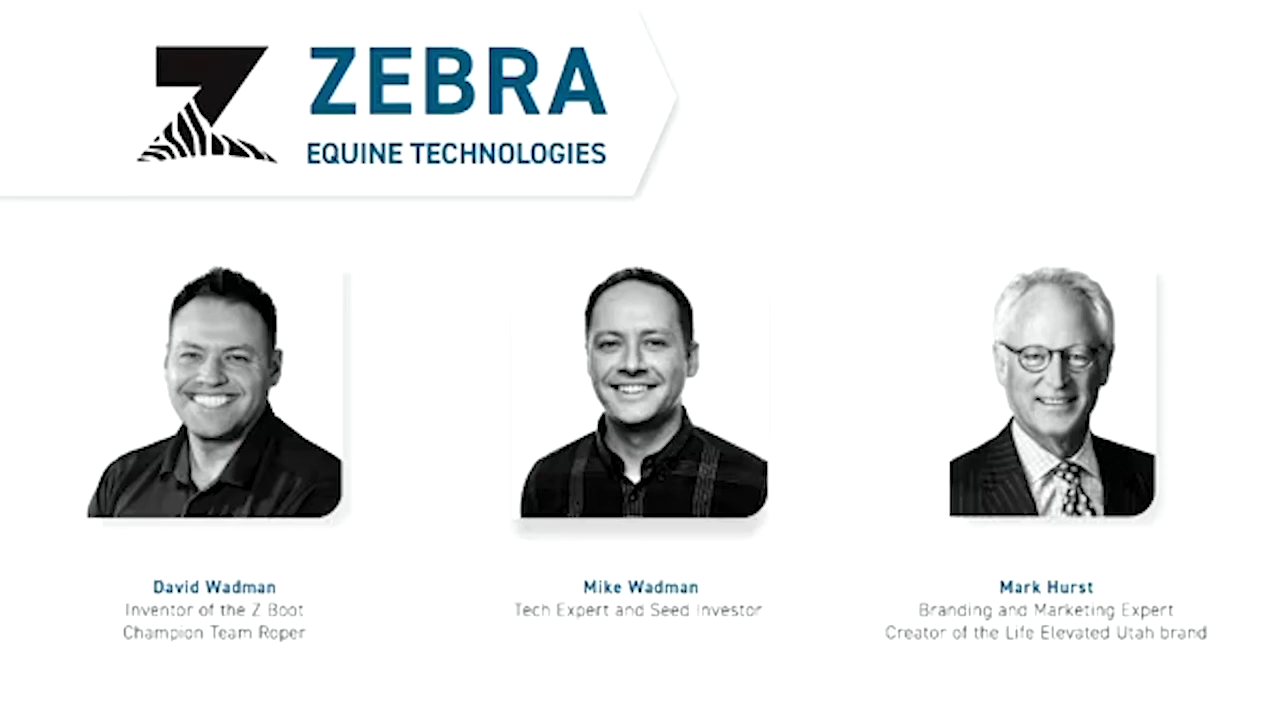 ZEBRA
EQUINE TECHNOLOGIES
David Wadman
Inventor of the Z Boot
Champion Team Roper
Mike Wadman
Tech Expert and Seed Investor
Mark Hurst
Branding and Marketing Expert
Creator of the Life Elevated Utah brand